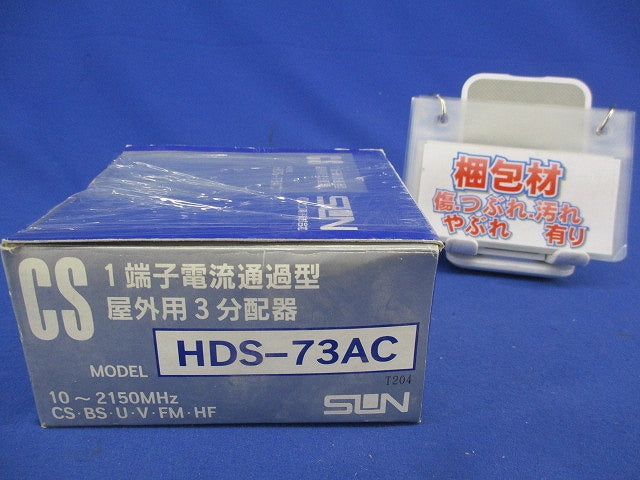 CS
1端子電流通過型
屋外用3分配器
MODEL HDS-73AC
T204
10～2150MHz
CS・BS・U・V・FM・HF
SUN
SUN
梱包材
傷.つぶれ.汚れ
やぶれ 有り